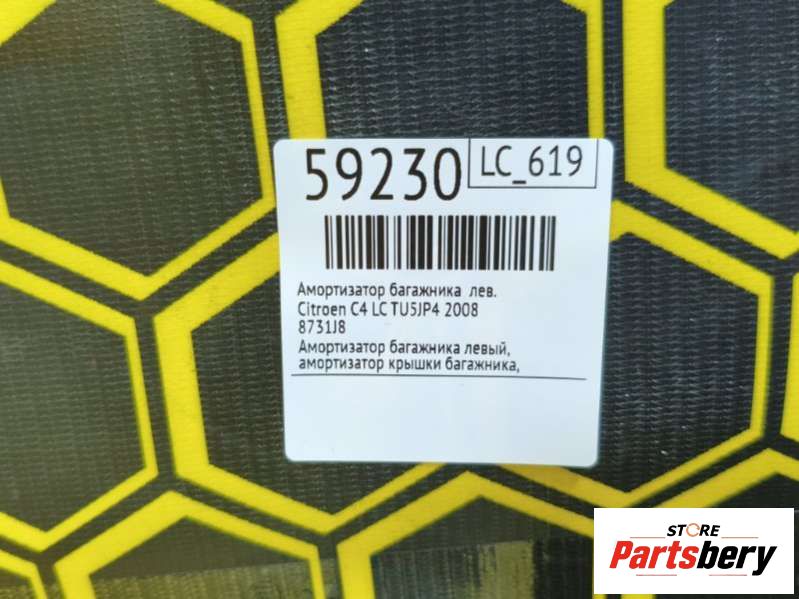 59230
LC_619
Амортизатор багажника лев.
Citroen C4 LC TU5JP4 2008
8731J8
Амортизатор багажника левый,
амортизатор крышки багажника,
STORE
Partsbery